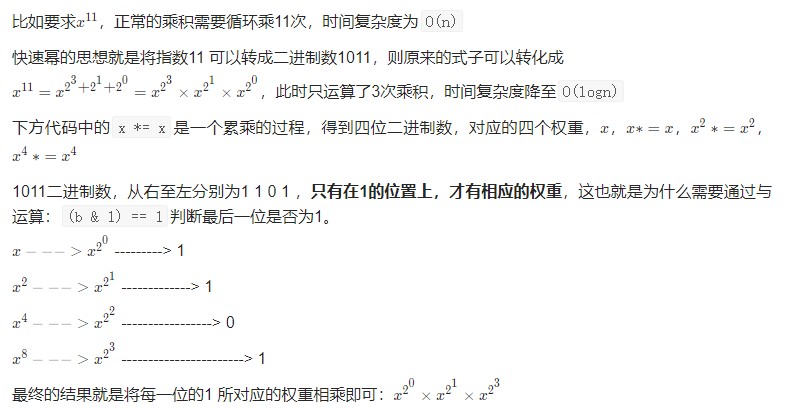 比如要求x^11，正常的乘积需要循环乘11次，时间复杂度为 O(n)
快速幂的思想就是将指数11 可以转成二进制数1011，则原来的式子可以转化成
x^11 = x^(2^3+2^1+2^0) = x^(2^3) × x^(2^1) × x^(2^0)，此时只运算了3次乘积，时间复杂度降至 O(logn)
下方代码中的 x *= x 是一个累乘的过程，得到四位二进制数，对应的四个权重，x，x* = x，x^2 * = x^2，
x^4 * = x^4
1011二进制数，从右至左分别为1 1 0 1 ，只有在1的位置上，才有相应的权重，这也就是为什么需要通过与
运算： (b & 1) == 1 判断最后一位是否为1。
x − − − > x^(2^0) ---------> 1
x^2 − − − > x^(2^1) -------------> 1
x^4 − − − > x^(2^2) -----------------> 0
x^8 − − − > x^(2^3) -----------------------> 1
最终的结果就是将每一位的1 所对应的权重相乘即可：x^(2^0) × x^(2^1) × x^(2^3)